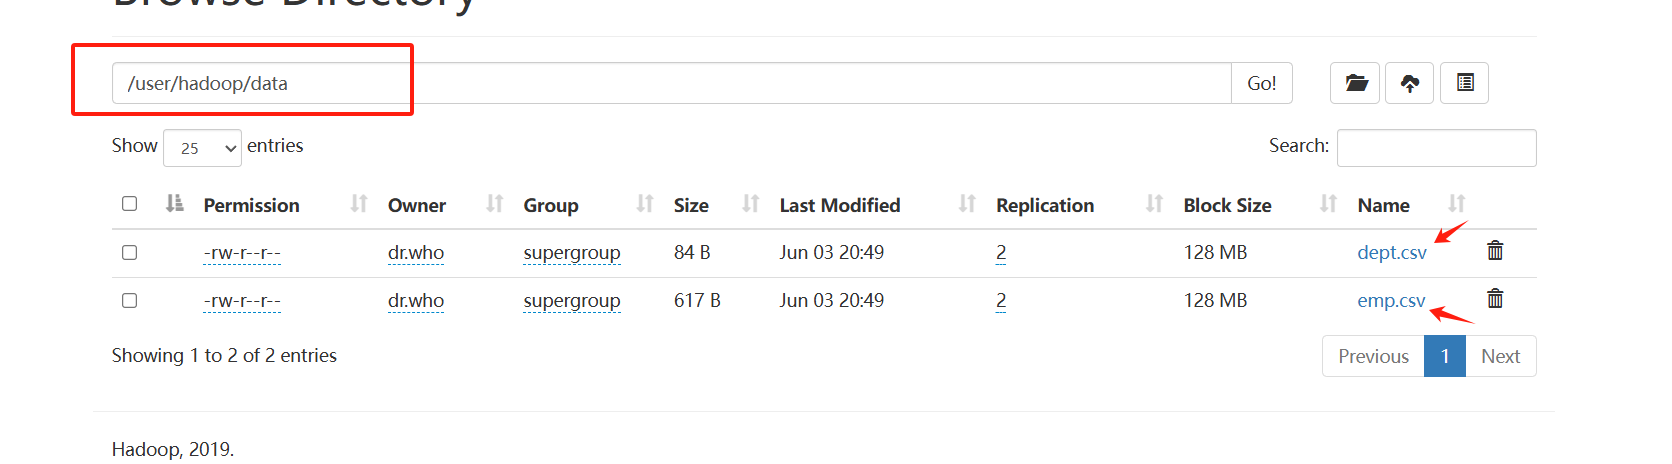 Browse Directory
/user/hadoop/data Go!
Show 25 entries Search:
Permission Owner Group Size Last Modified Replication Block Size Name
-rw-r--r-- dr.who supergroup 84 B Jun 03 20:49 2 128 MB dept.csv
-rw-r--r-- dr.who supergroup 617 B Jun 03 20:49 2 128 MB emp.csv
Showing 1 to 2 of 2 entries Previous 1 Next
Hadoop, 2019.